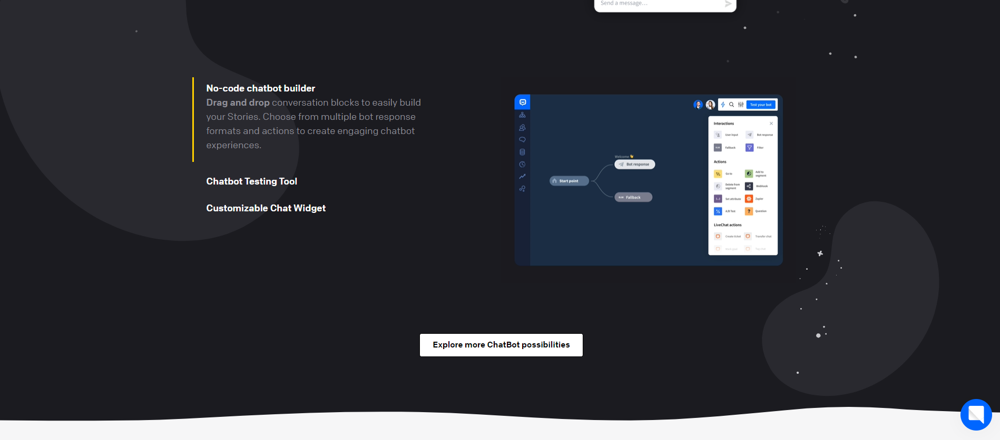 Send a message...
No-code chatbot builder
Drag and drop conversation blocks to easily build
your Stories. Choose from multiple bot response
formats and actions to create engaging chatbot
experiences.
Chatbot Testing Tool
Customizable Chat Widget
Test your bot
Welcome 👋
Bot response
Start point
Fallback
Interactions
User input
Bot response
Fallback
Filter
Actions
Go to
Add to
segment
Delete from
segment
Webhook
Set attribute
Zapier
A/B Test
Question
LiveChat actions
Create ticket
Transfer chat
Mark goal
Tag chat
Explore more ChatBot possibilities